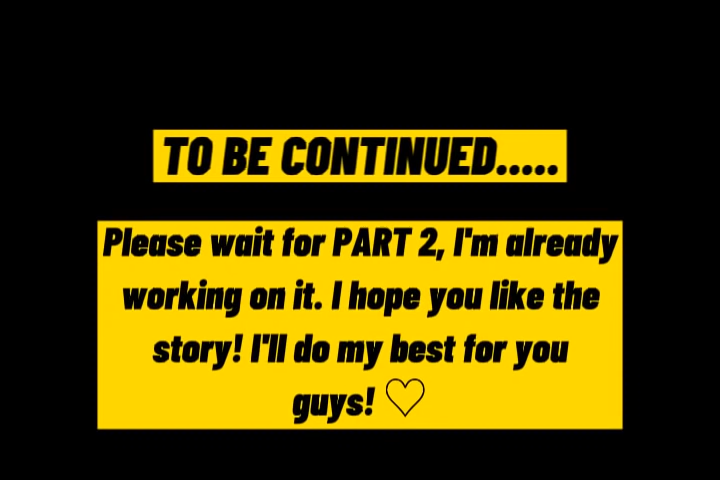 TO BE CONTINUED.....
Please wait for PART 2, I'm already
working on it. I hope you like the
story! I'll do my best for you
guys! ♡